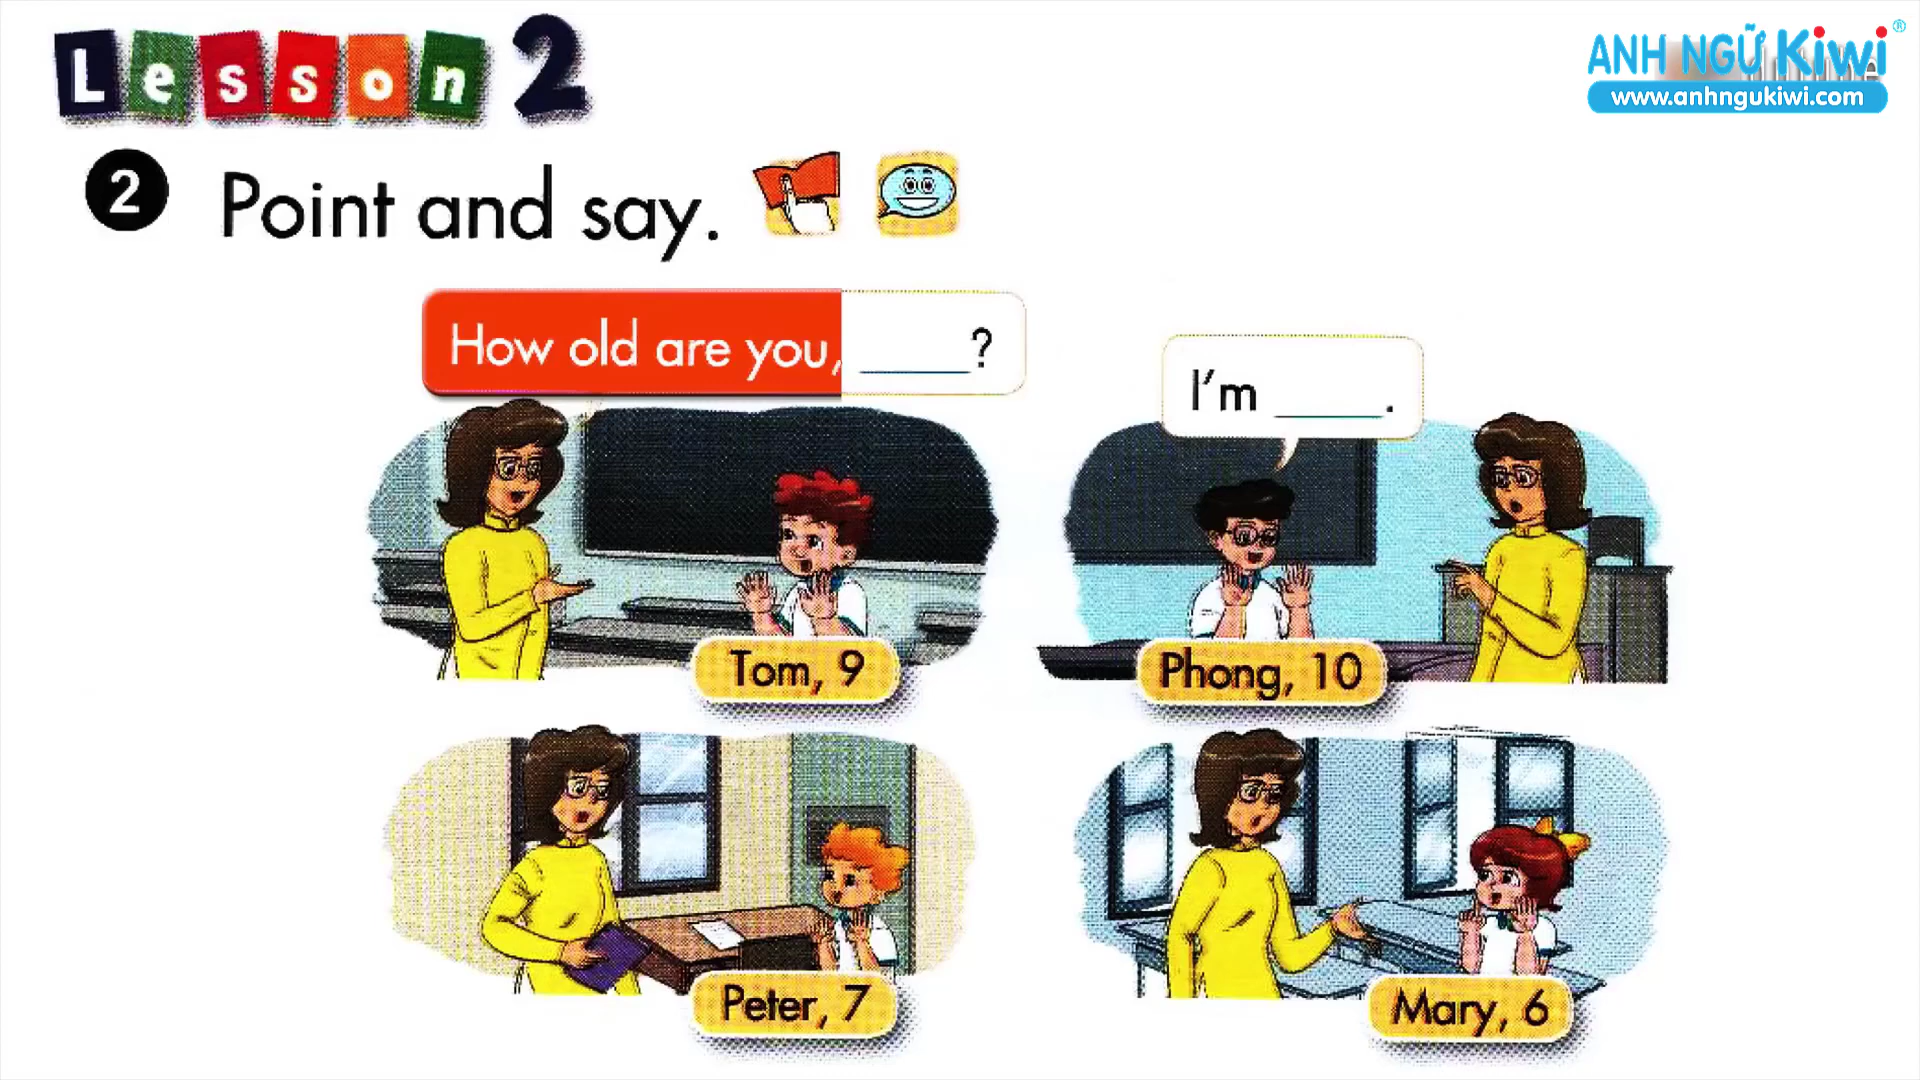 Lesson 2
ANH NGỮ Kiwi®
www.anhngukiwi.com
2 Point and say.
How old are you, ____?
I'm ____.
Tom, 9
Phong, 10
Peter, 7
Mary, 6